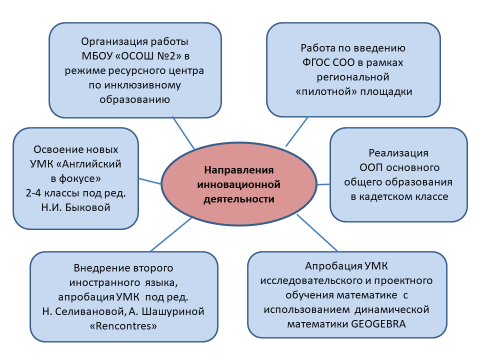 Организация работы
МБОУ «ОСОШ №2» в
режиме ресурсного центра
по инклюзивному
образованию
Работа по введению
ФГОС СОО в рамках
региональной
«пилотной» площадки
Освоение новых
УМК «Английский
в фокусе»
2-4 классы под ред.
Н.И. Быковой
Направления
инновационной
деятельности
Реализация
ООП основного
общего образования
в кадетском классе
Внедрение второго
иностранного языка,
апробация УМК под ред.
Н. Селивановой, А. Шашуриной
«Rencontres»
Апробация УМК
исследовательского и проектного
обучения математике с
использованием динамической
математики GEOGEBRA